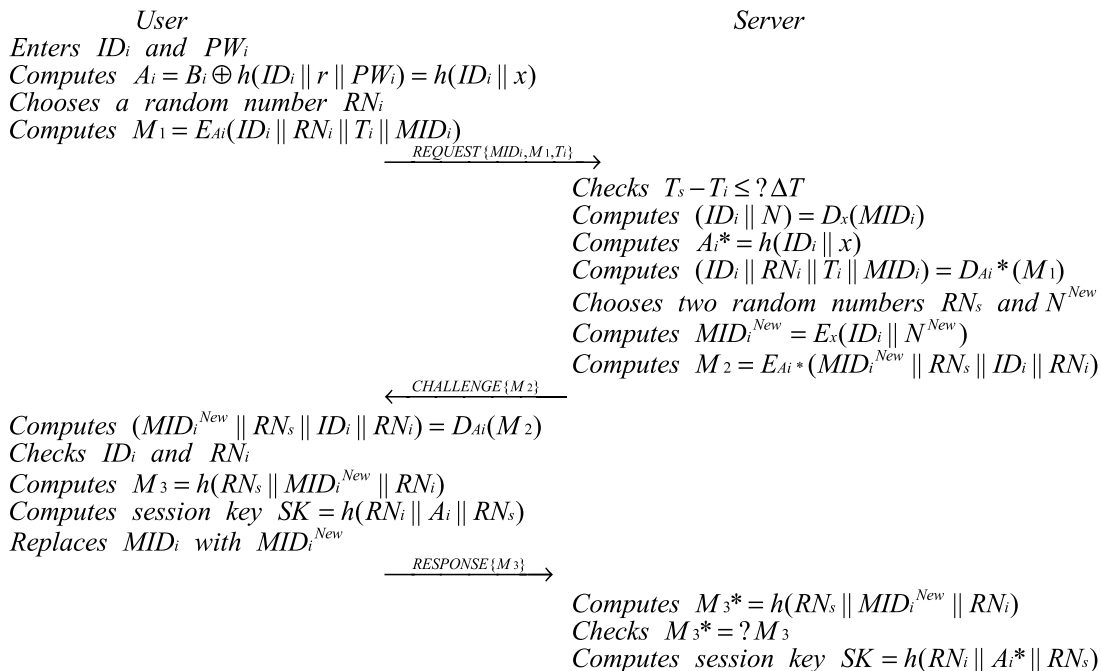 User
Server
Enters IDᵢ and PWᵢ
Computes Aᵢ = Bᵢ ⊕ h(IDᵢ || r || PWᵢ) = h(IDᵢ || x)
Chooses a random number RNᵢ
Computes M₁ = E_Aᵢ(IDᵢ || RNᵢ || Tᵢ || MIDᵢ)
REQUEST{MIDᵢ,M₁,Tᵢ}
Checks Tₛ − Tᵢ ≤ ? ΔT
Computes (IDᵢ || N) = Dₓ(MIDᵢ)
Computes Aᵢ* = h(IDᵢ || x)
Computes (IDᵢ || RNᵢ || Tᵢ || MIDᵢ) = D_Aᵢ*(M₁)
Chooses two random numbers RNₛ and N^New
Computes MIDᵢ^New = Eₓ(IDᵢ || N^New)
Computes M₂ = E_Aᵢ*(MIDᵢ^New || RNₛ || IDᵢ || RNᵢ)
CHALLENGE{M₂}
Computes (MIDᵢ^New || RNₛ || IDᵢ || RNᵢ) = D_Aᵢ(M₂)
Checks IDᵢ and RNᵢ
Computes M₃ = h(RNₛ || MIDᵢ^New || RNᵢ)
Computes session key SK = h(RNᵢ || Aᵢ || RNₛ)
Replaces MIDᵢ with MIDᵢ^New
RESPONSE{M₃}
Computes M₃* = h(RNₛ || MIDᵢ^New || RNᵢ)
Checks M₃* = ? M₃
Computes session key SK = h(RNᵢ || Aᵢ* || RNₛ)